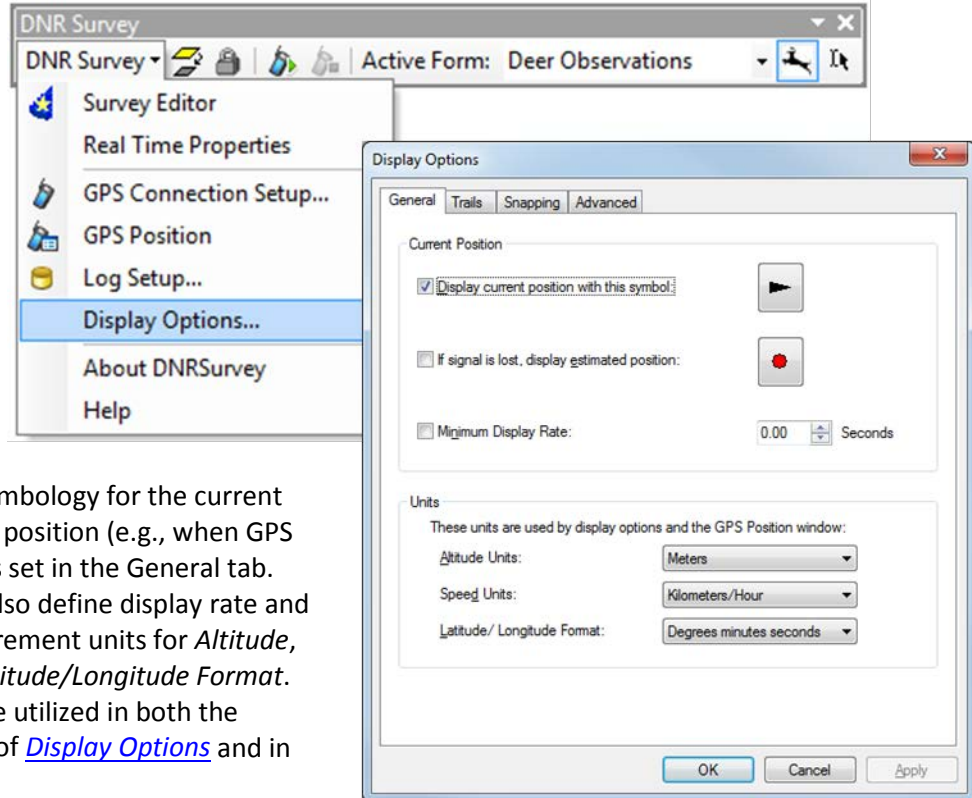 DNR Survey
DNR Survey Active Form: Deer Observations
Survey Editor
Real Time Properties
GPS Connection Setup...
GPS Position
Log Setup...
Display Options...
About DNRSurvey
Help
Display Options
General Trails Snapping Advanced
Current Position
Display current position with this symbol:
If signal is lost, display estimated position:
Minimum Display Rate: 0.00 Seconds
Units
These units are used by display options and the GPS Position window:
Altitude Units: Meters
Speed Units: Kilometers/Hour
Latitude/ Longitude Format: Degrees minutes seconds
OK Cancel Apply
mbology for the current
position (e.g., when GPS
s set in the General tab.
lso define display rate and
rement units for Altitude,
itude/Longitude Format.
e utilized in both the
of Display Options and in